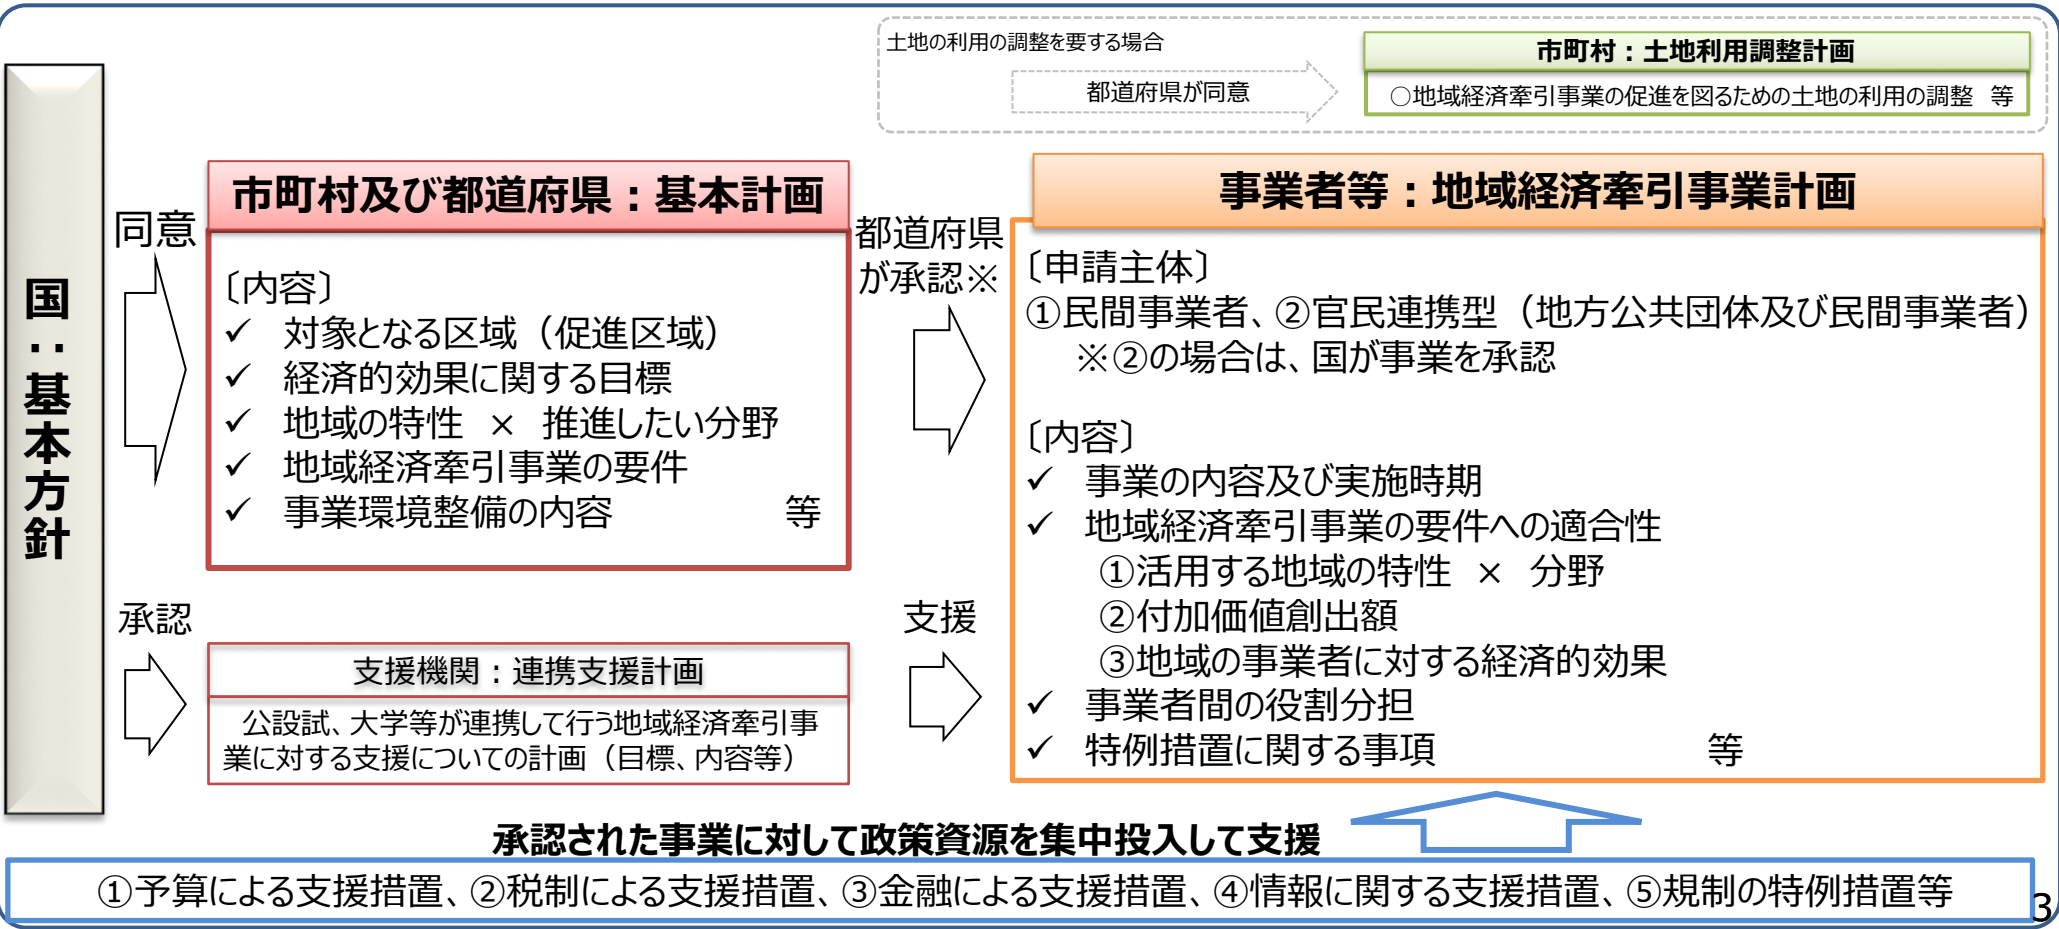 土地の利用の調整を要する場合
都道府県が同意
市町村：土地利用調整計画
○地域経済牽引事業の促進を図るための土地の利用の調整　等
国：基本方針
同意
市町村及び都道府県：基本計画
〔内容〕
✓ 対象となる区域（促進区域）
✓ 経済的効果に関する目標
✓ 地域の特性　×　推進したい分野
✓ 地域経済牽引事業の要件
✓ 事業環境整備の内容　　　　等
承認
支援機関：連携支援計画
公設試、大学等が連携して行う地域経済牽引事
業に対する支援についての計画（目標、内容等）
都道府県
が承認※
支援
事業者等：地域経済牽引事業計画
〔申請主体〕
①民間事業者、②官民連携型（地方公共団体及び民間事業者）
※②の場合は、国が事業を承認
〔内容〕
✓ 事業の内容及び実施時期
✓ 地域経済牽引事業の要件への適合性
①活用する地域の特性　×　分野
②付加価値創出額
③地域の事業者に対する経済的効果
✓ 事業者間の役割分担
✓ 特例措置に関する事項　　　　等
承認された事業に対して政策資源を集中投入して支援
①予算による支援措置、②税制による支援措置、③金融による支援措置、④情報に関する支援措置、⑤規制の特例措置等
3